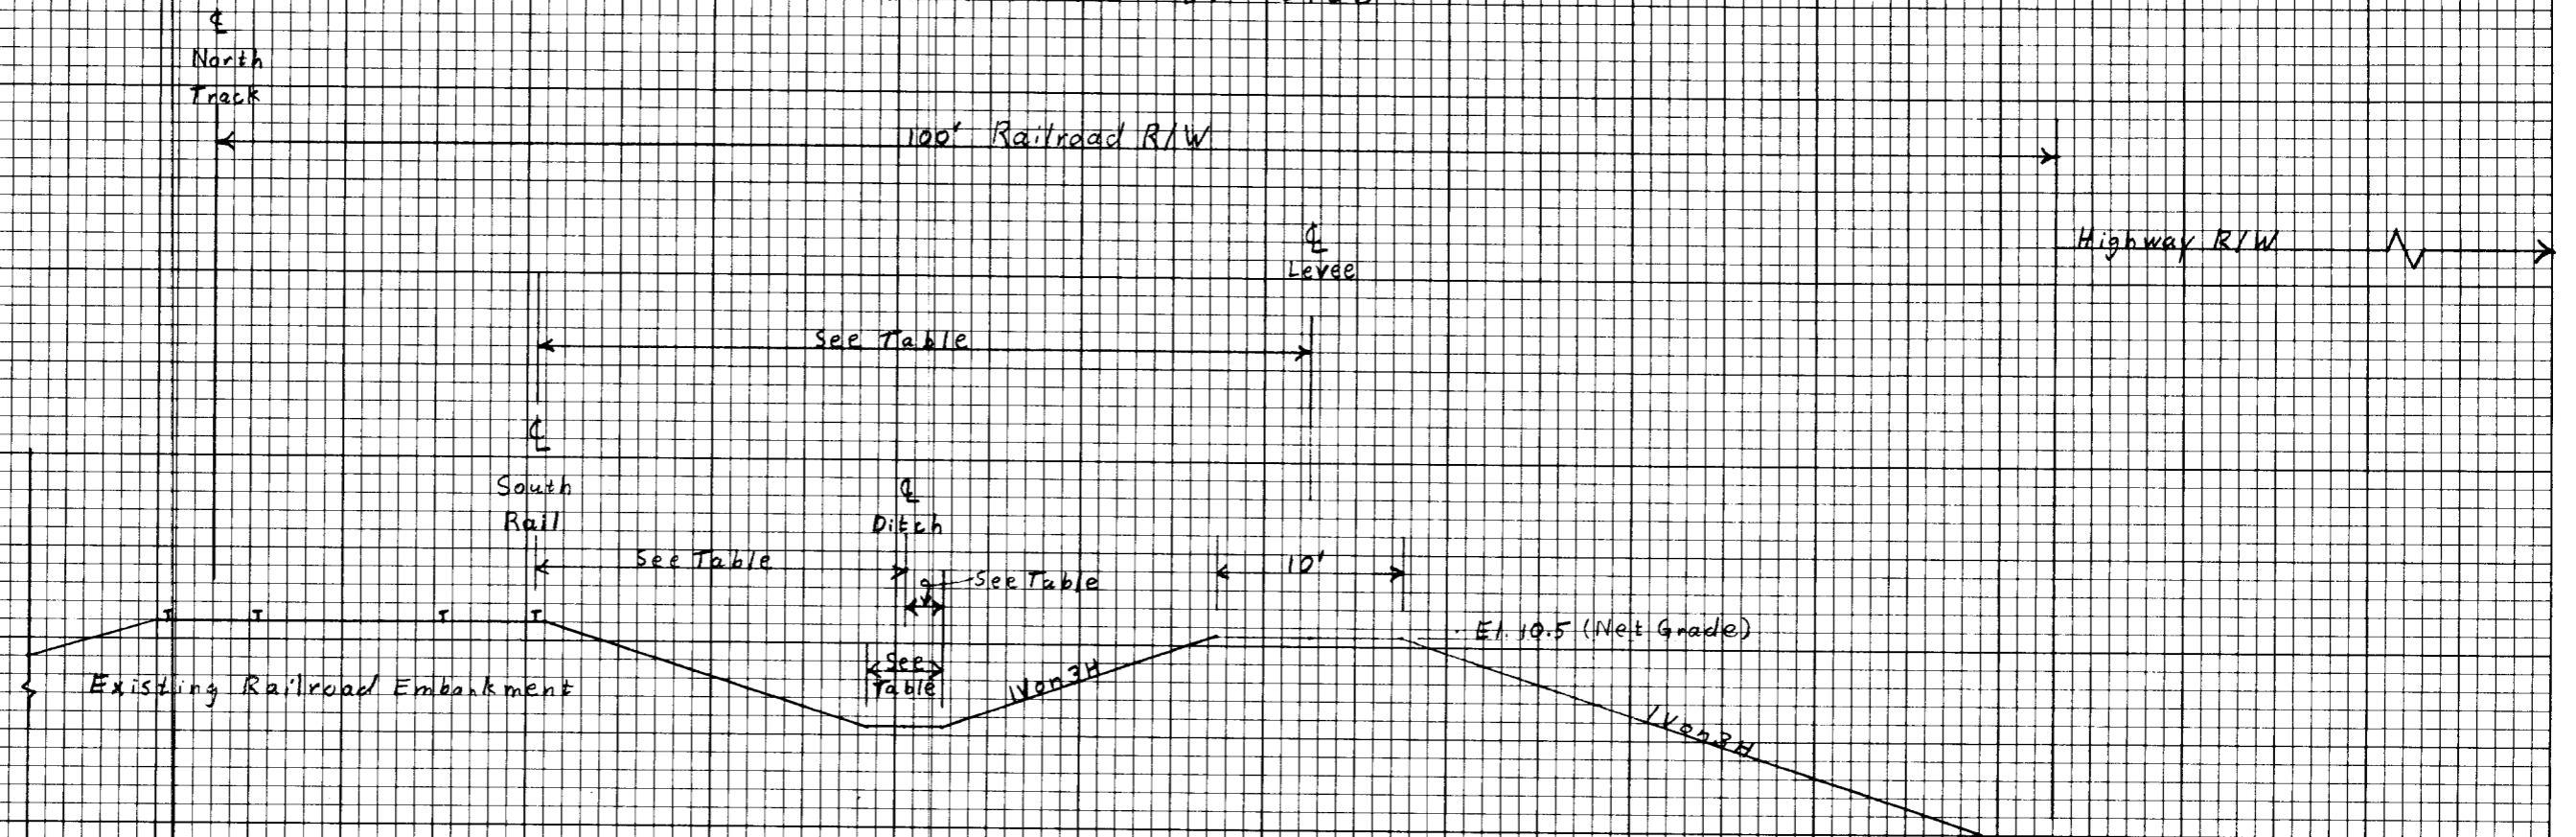 ℄
North
Track
100' Railroad R/W
℄
Levee
Highway R/W
See Table
℄
South
Rail
℄
Ditch
See Table
See Table
10'
El. 10.5 (Net Grade)
See
Table
1V on 3H
Existing Railroad Embankment
1V on 3H